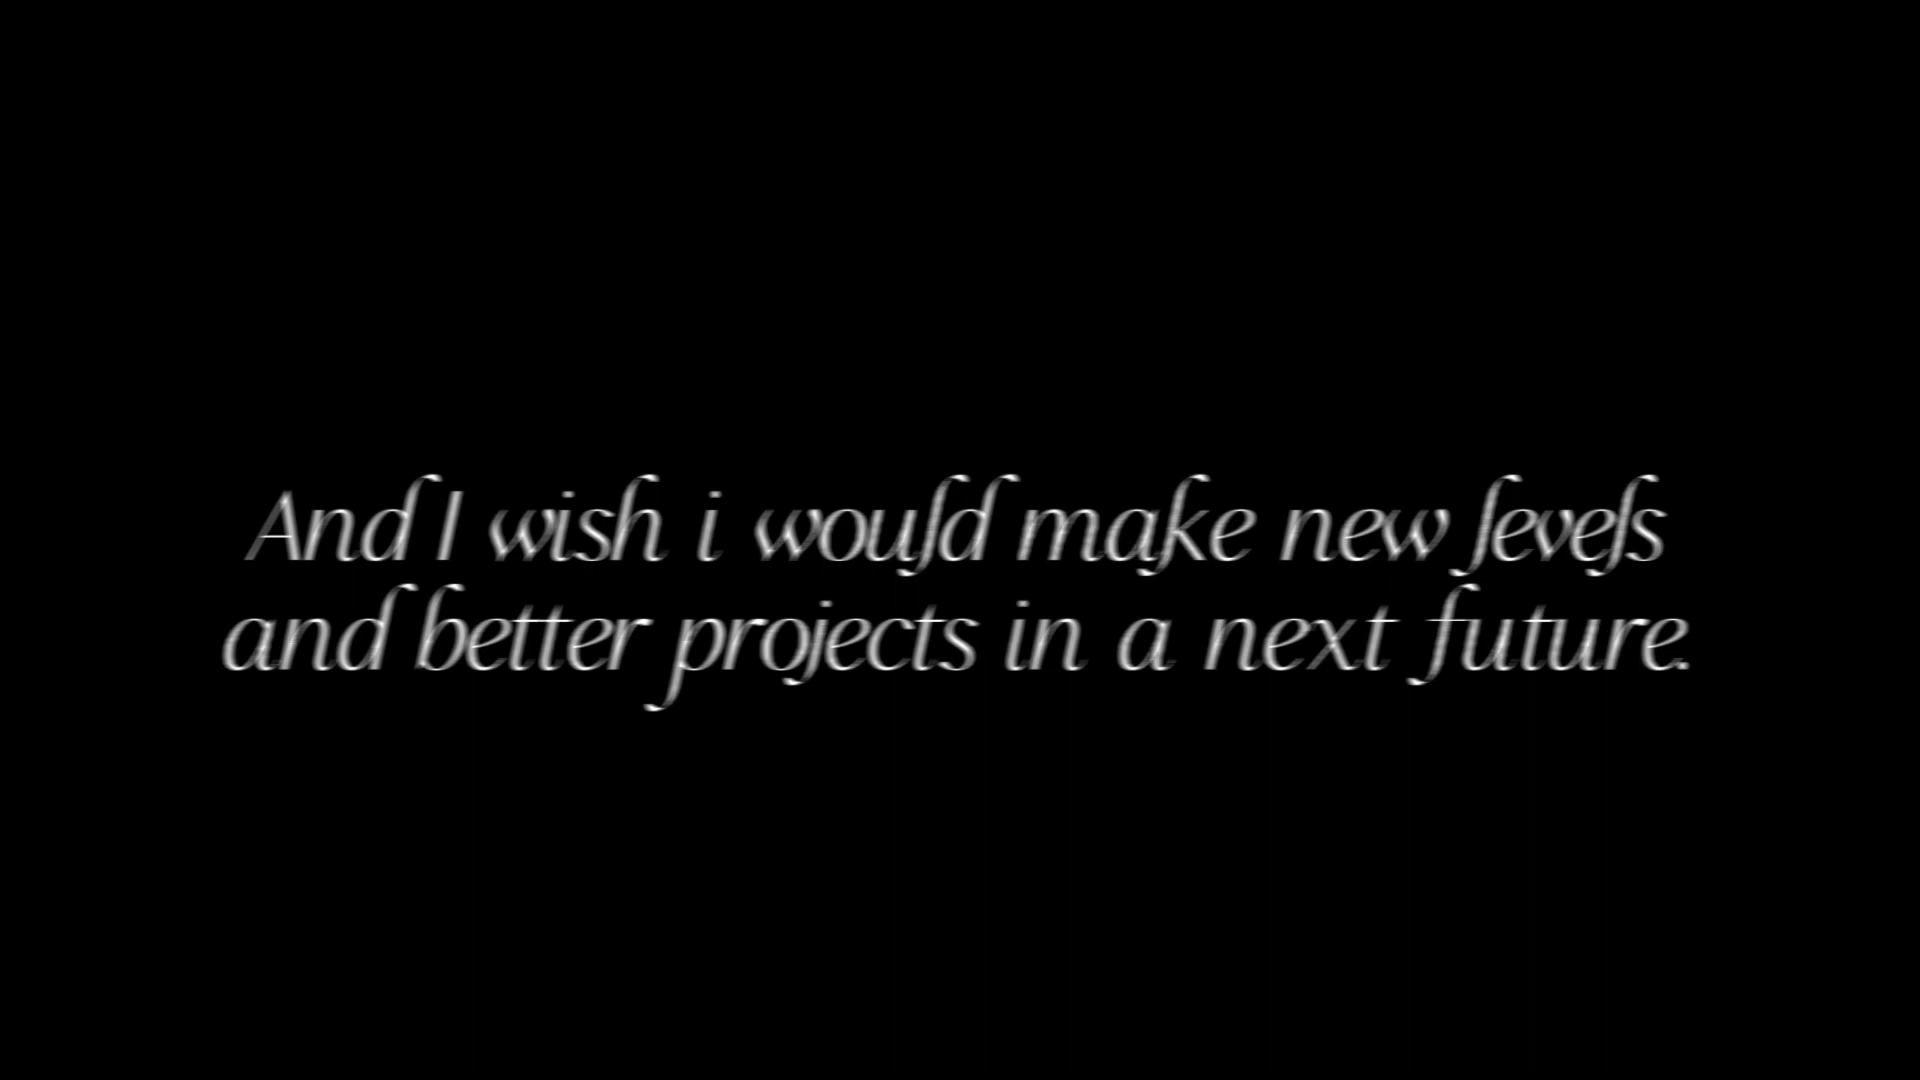 And I wish i would make new levels
and better projects in a next future.